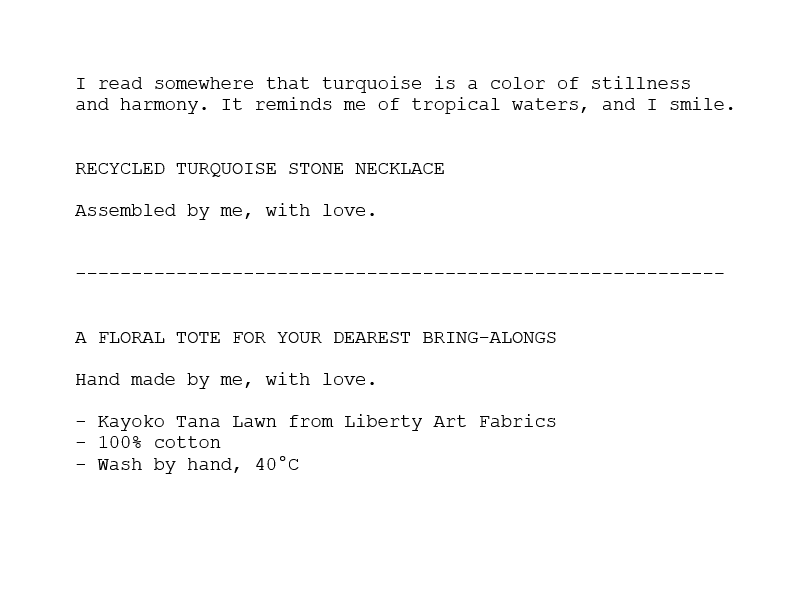 I read somewhere that turquoise is a color of stillness
and harmony. It reminds me of tropical waters, and I smile.
RECYCLED TURQUOISE STONE NECKLACE
Assembled by me, with love.
----------------------------------------------------------
A FLORAL TOTE FOR YOUR DEAREST BRING-ALONGS
Hand made by me, with love.
- Kayoko Tana Lawn from Liberty Art Fabrics
- 100% cotton
- Wash by hand, 40°C